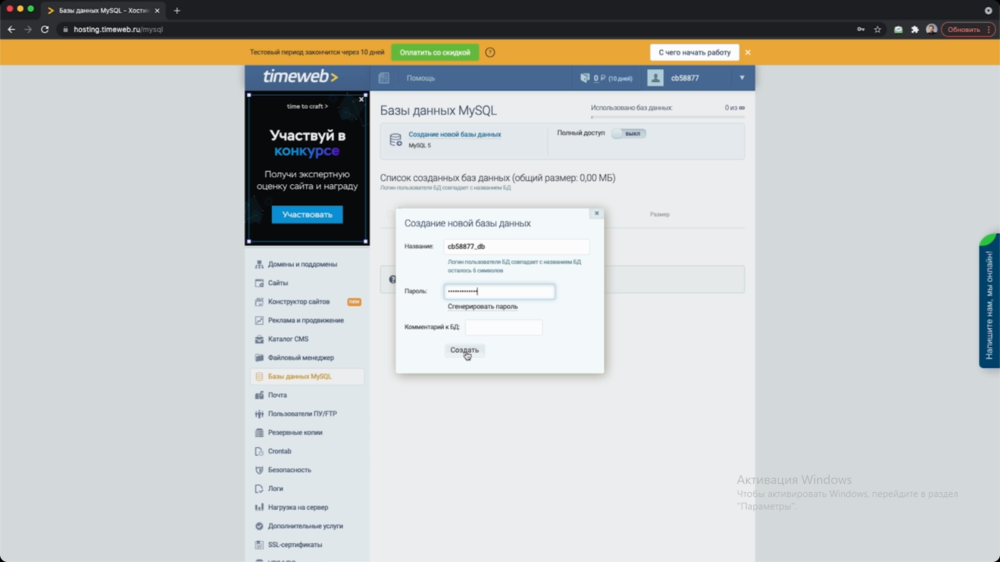 Базы данных MySQL - Хостин
hosting.timeweb.ru/mysql
Обновить
Тестовый период закончится через 10 дней
Оплатить со скидкой
?
С чего начать работу
timeweb>
Помощь
0 ₽ (10 дней)
cb58877
time to craft >
Участвуй в
конкурсе
Получи экспертную
оценку сайта и награду
Участвовать
Базы данных MySQL
Использовано баз данных:
0 из ∞
Создание новой базы данных
MySQL 5
Полный доступ
выкл
Список созданных баз данных (общий размер: 0,00 МБ)
Логин пользователя БД совпадает с названием БД
Размер
Создание новой базы данных
Название:
cb58877_db
Логин пользователя БД совпадает с названием БД
осталось 6 символов
Пароль:
Сгенерировать пароль
Комментарий к БД:
Создать
Домены и поддомены
Сайты
Конструктор сайтов
new
Реклама и продвижение
Каталог CMS
Файловый менеджер
Базы данных MySQL
Почта
Пользователи ПУ/FTP
Резервные копии
Crontab
Безопасность
Логи
Нагрузка на сервер
Дополнительные услуги
SSL-сертификаты
Напишите нам, мы онлайн!
Активация Windows
Чтобы активировать Windows, перейдите в раздел
"Параметры".